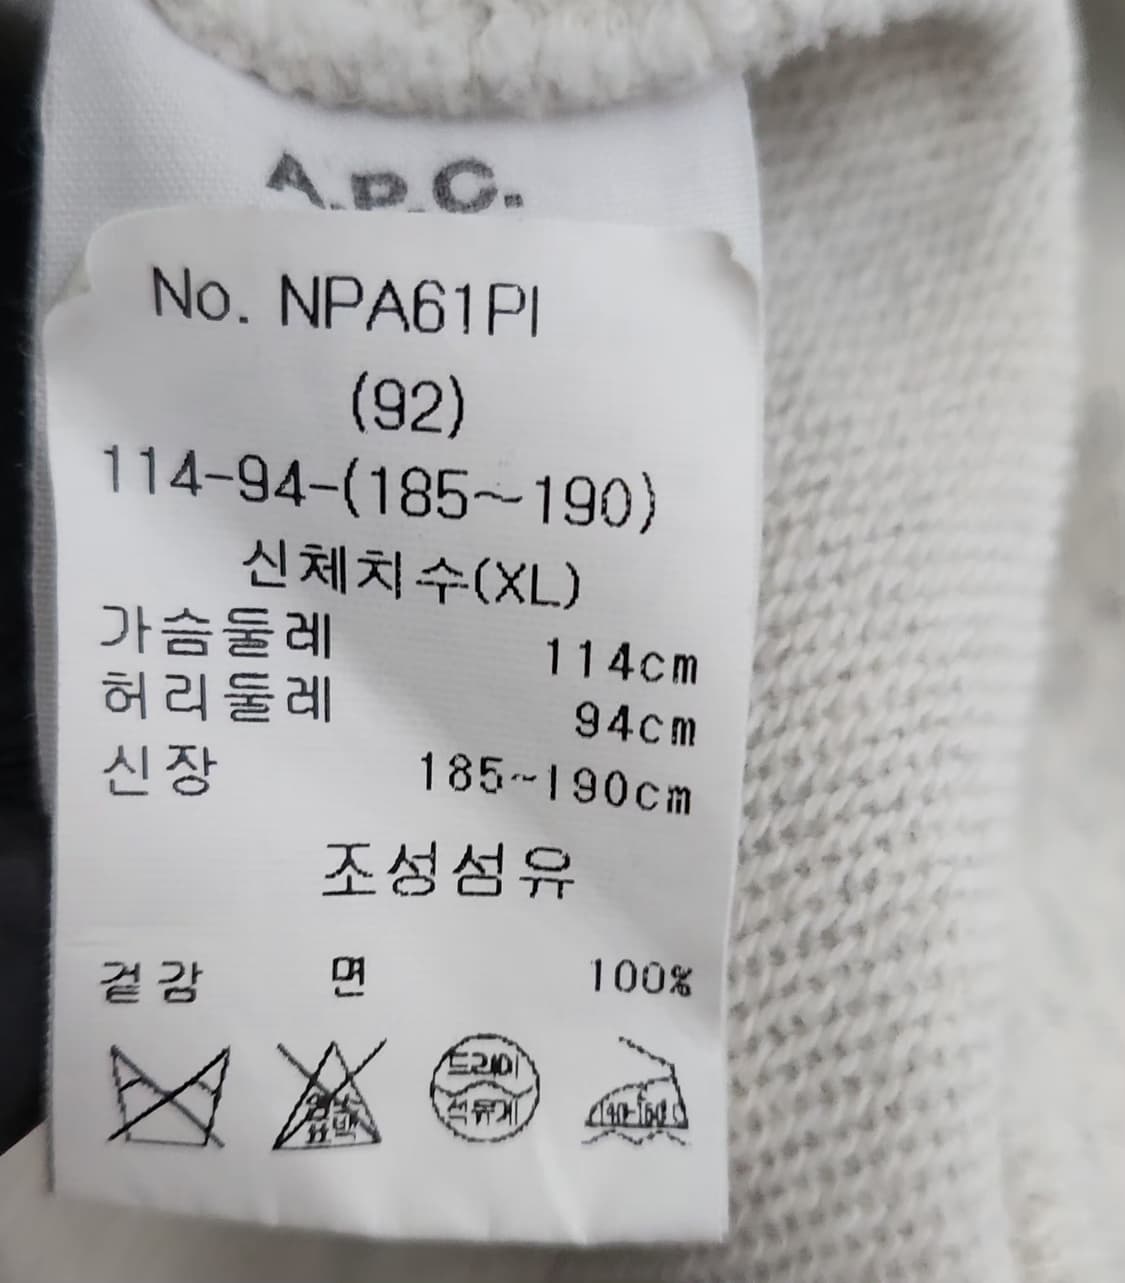 A.P.C.
No. NPA61PI
(92)
114-94-(185~190)
신체치수(XL)
가슴둘레 114cm
허리둘레 94cm
신장 185~190cm
조성섬유
겉감 면 100%
드라이
석유계